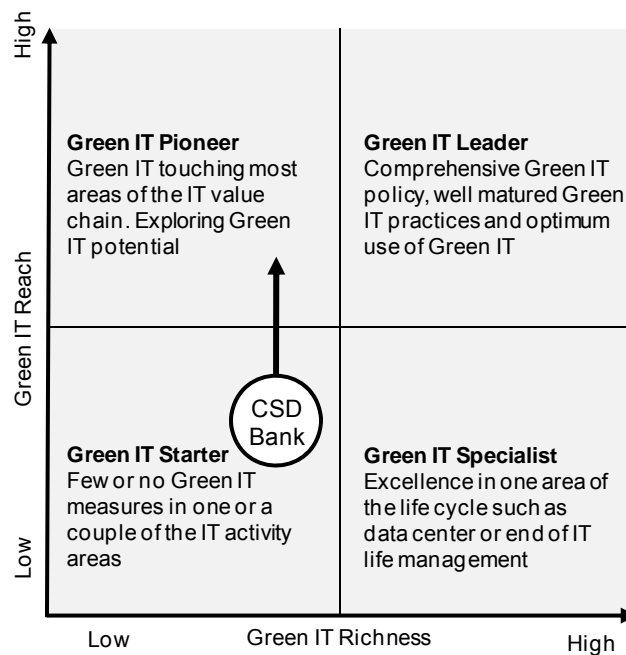 High
Green IT Pioneer
Green IT touching most
areas of the IT value
chain. Exploring Green
IT potential
Green IT Leader
Comprehensive Green IT
policy, well matured Green
IT practices and optimum
use of Green IT
Green IT Reach
CSD
Bank
Green IT Starter
Few or no Green IT
measures in one or a
couple of the IT activity
areas
Green IT Specialist
Excellence in one area of
the life cycle such as
data center or end of IT
life management
Low
Low
Green IT Richness
High